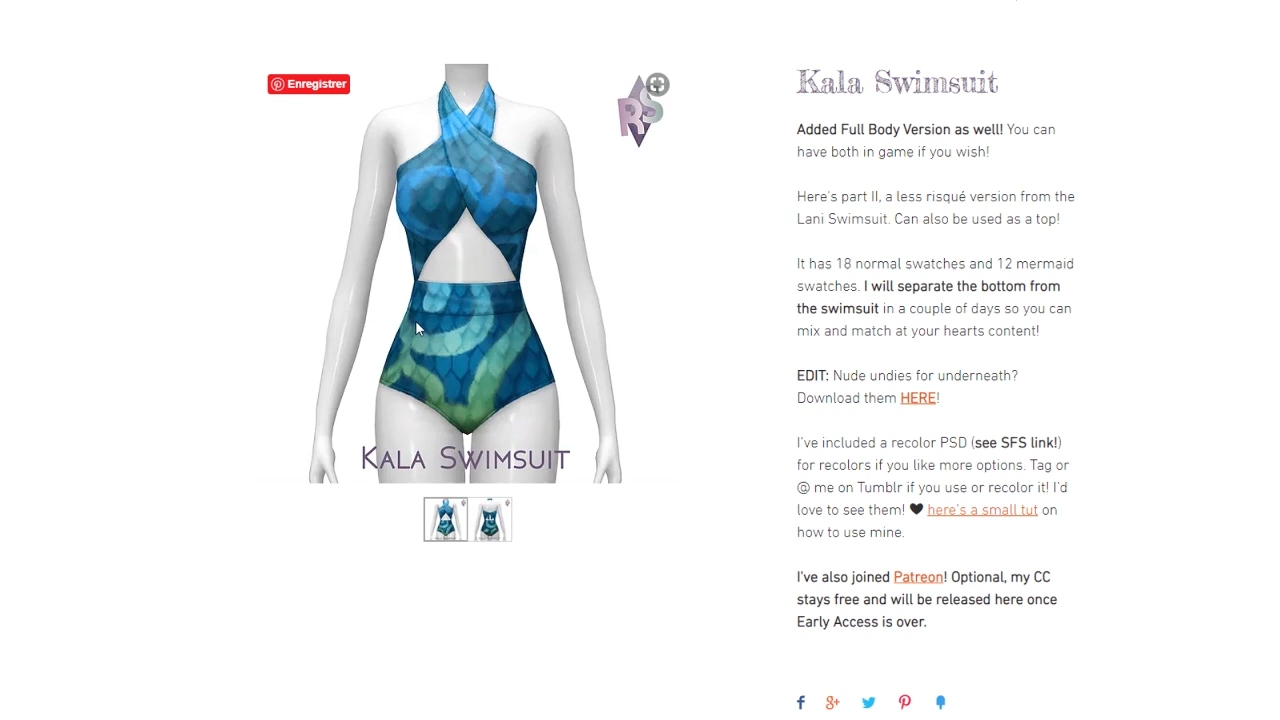 Enregistrer
RS
Kala Swimsuit
Added Full Body Version as well! You can
have both in game if you wish!
Here's part II, a less risqué version from the
Lani Swimsuit. Can also be used as a top!
It has 18 normal swatches and 12 mermaid
swatches. I will separate the bottom from
the swimsuit in a couple of days so you can
mix and match at your hearts content!
EDIT: Nude undies for underneath?
Download them HERE!
I've included a recolor PSD (see SFS link!)
for recolors if you like more options. Tag or
@ me on Tumblr if you use or recolor it! I'd
love to see them! ♥ here's a small tut on
how to use mine.
I've also joined Patreon! Optional, my CC
stays free and will be released here once
Early Access is over.
Kala Swimsuit